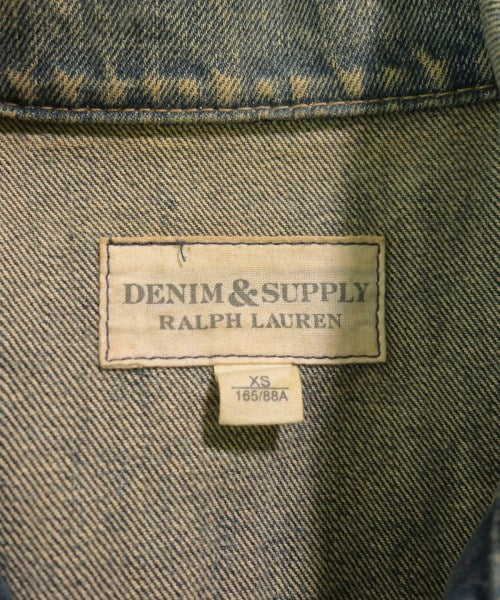 DENIM & SUPPLY
RALPH LAUREN
XS
165/88A